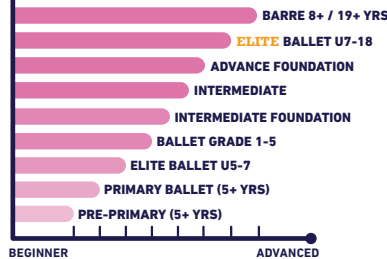 BARRE 8+ / 19+ YRS
ELITE BALLET U7-18
ADVANCE FOUNDATION
INTERMEDIATE
INTERMEDIATE FOUNDATION
BALLET GRADE 1-5
ELITE BALLET U5-7
PRIMARY BALLET (5+ YRS)
PRE-PRIMARY (5+ YRS)
BEGINNER ADVANCED